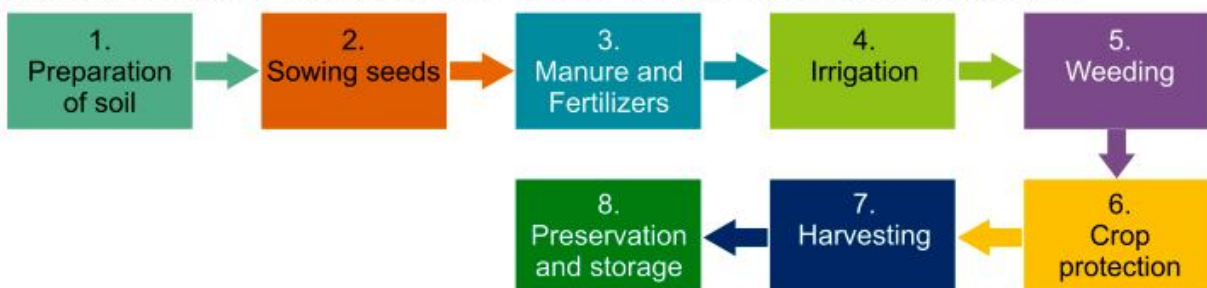 1.
Preparation
of soil
2.
Sowing seeds
3.
Manure and
Fertilizers
4.
Irrigation
5.
Weeding
6.
Crop
protection
7.
Harvesting
8.
Preservation
and storage